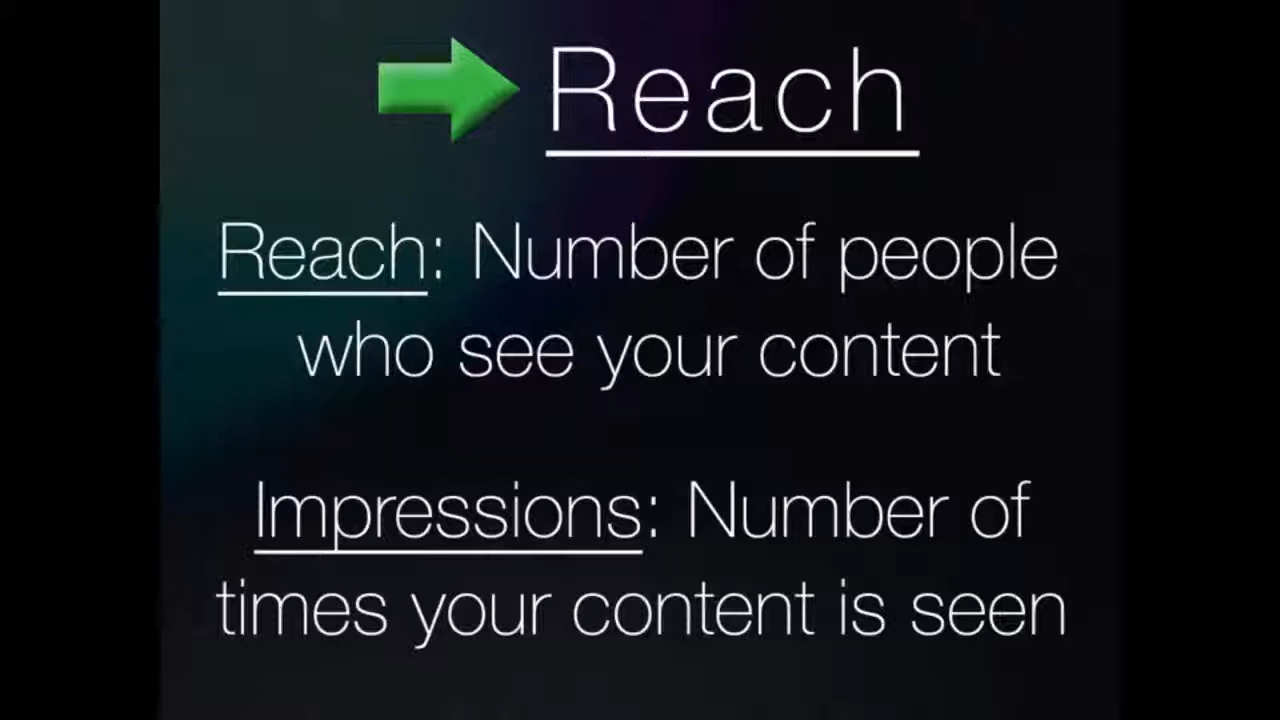 Reach
Reach: Number of people
who see your content
Impressions: Number of
times your content is seen